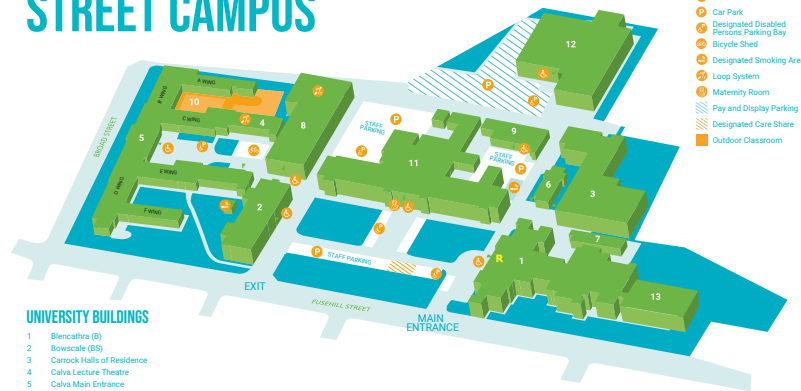 STREET CAMPUS
Car Park
Designated Disabled
Persons Parking Bay
Bicycle Shed
Designated Smoking Are
Loop System
Maternity Room
Pay and Display Parking
Designated Care Share
Outdoor Classroom
P
P
12
A WING
B WING
10
C WING
4
8
5
BROAD STREET
STAFF
PARKING
P
9
STAFF
PARKING
P
11
E WING
D WING
F WING
2
6
3
7
R
1
13
P
STAFF PARKING
EXIT
FUSEHILL STREET
MAIN
ENTRANCE
UNIVERSITY BUILDINGS
1 Blencathra (B)
2 Bowscale (BS)
3 Carrock Halls of Residence
4 Calva Lecture Theatre
5 Calva Main Entrance